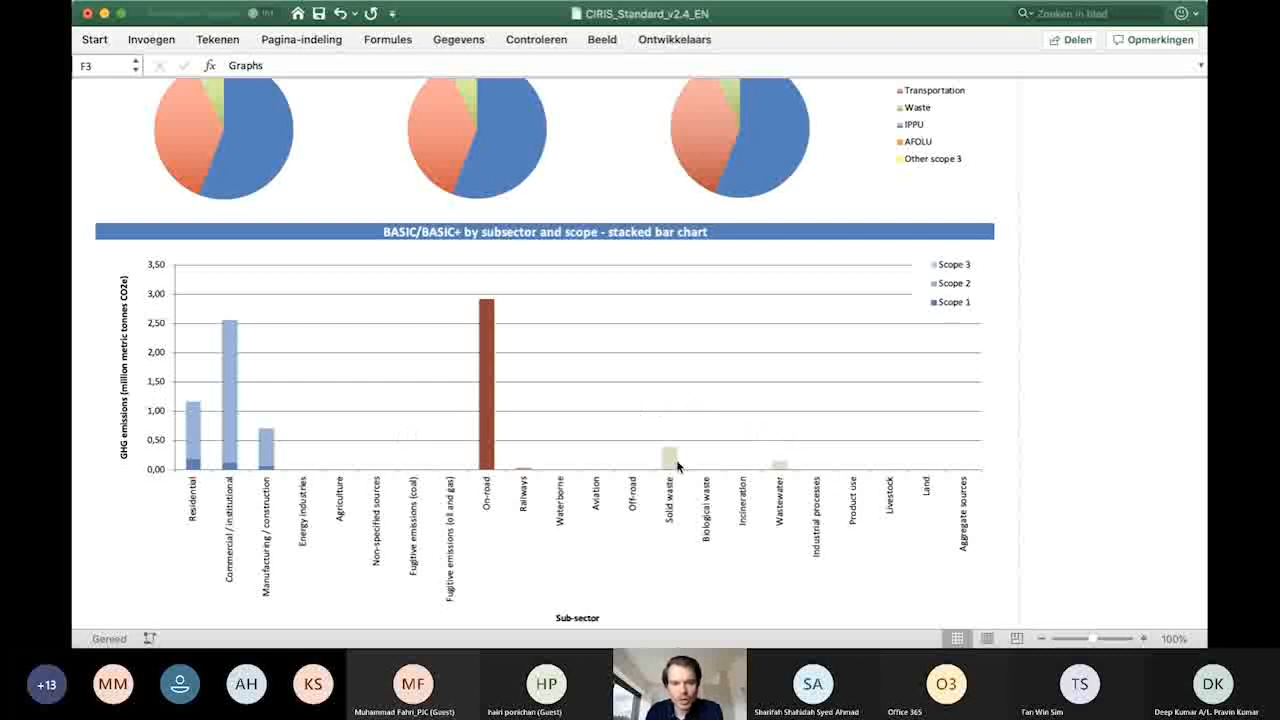 CIRIS_Standard_v2.4_EN
Zoeken in blad
Start Invoegen Tekenen Pagina-indeling Formules Gegevens Controleren Beeld Ontwikkelaars Delen Opmerkingen
F3 fx Graphs
Transportation
Waste
IPPU
AFOLU
Other scope 3
BASIC/BASIC+ by subsector and scope - stacked bar chart
GHG emissions (million metric tonnes CO2e)
3,50
3,00
2,50
2,00
1,50
1,00
0,50
0,00
Scope 3
Scope 2
Scope 1
Residential
Commercial / institutional
Manufacturing / construction
Energy industries
Agriculture
Non-specified sources
Fugitive emissions (coal)
Fugitive emissions (oil and gas)
On-road
Railways
Waterborne
Aviation
Off-road
Solid waste
Biological waste
Incineration
Wastewater
Industrial processes
Product use
Livestock
Land
Aggregate sources
Sub-sector
Gereed 100%
+13 MM AH KS MF HP SA O3 TS DK
Muhammad Fahri_PJC (Guest) hairi ponichan (Guest) Sharifah Shahidah Syed Ahmad Office 365 Tan Win Sim Deep Kumar A/L. Pravin Kumar